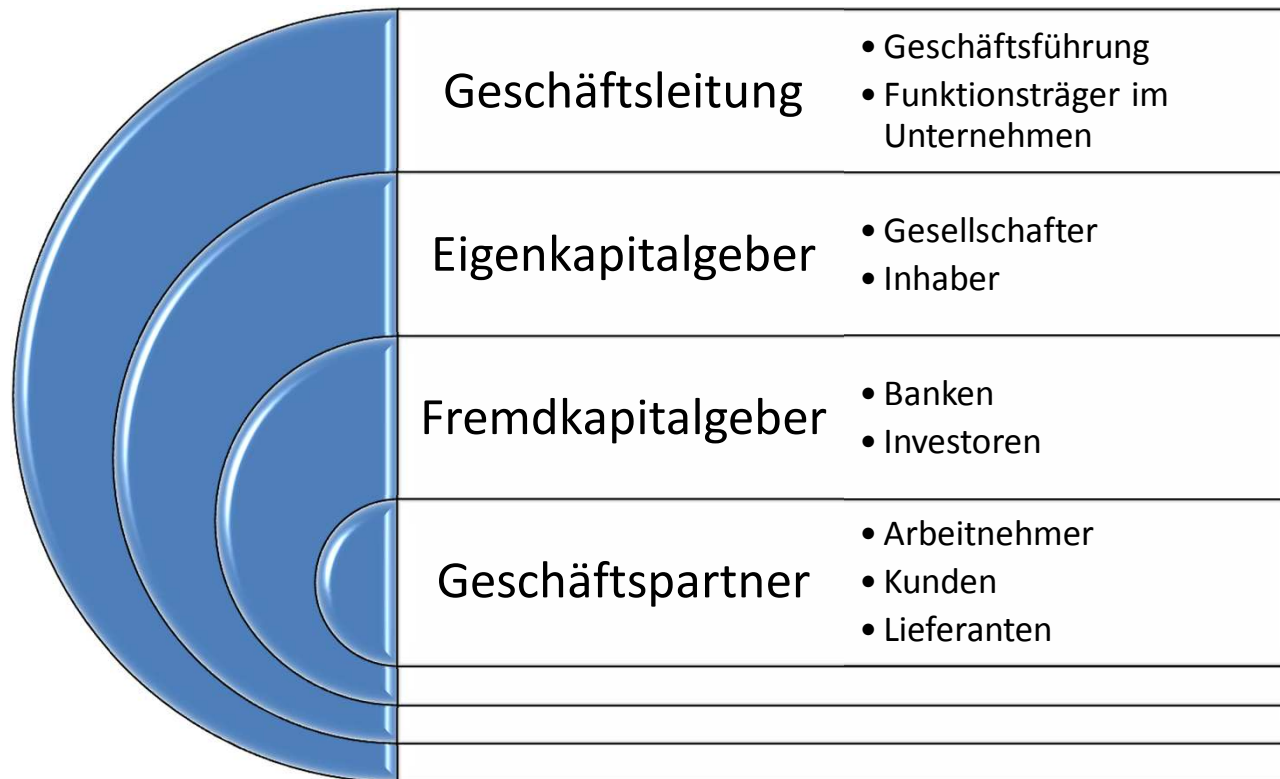 Geschäftsleitung
• Geschäftsführung
• Funktionsträger im
Unternehmen
Eigenkapitalgeber
• Gesellschafter
• Inhaber
Fremdkapitalgeber
• Banken
• Investoren
Geschäftspartner
• Arbeitnehmer
• Kunden
• Lieferanten